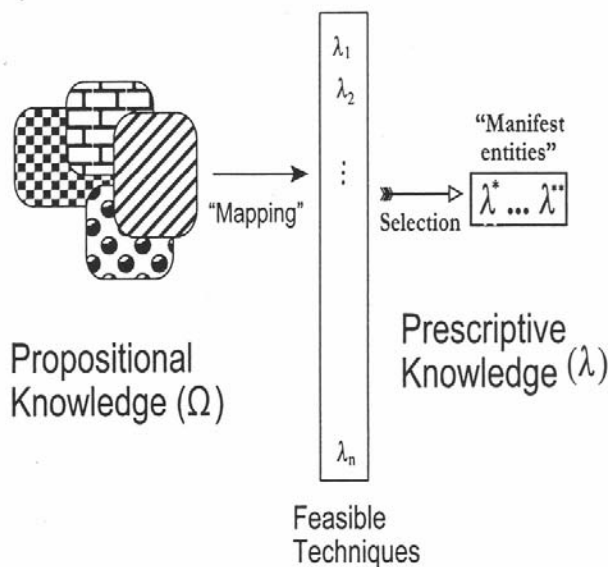 λ₁
λ₂
⋮
λₙ
"Mapping"
Selection
"Manifest
entities"
λ* ... λ**
Propositional
Knowledge (Ω)
Prescriptive
Knowledge (λ)
Feasible
Techniques